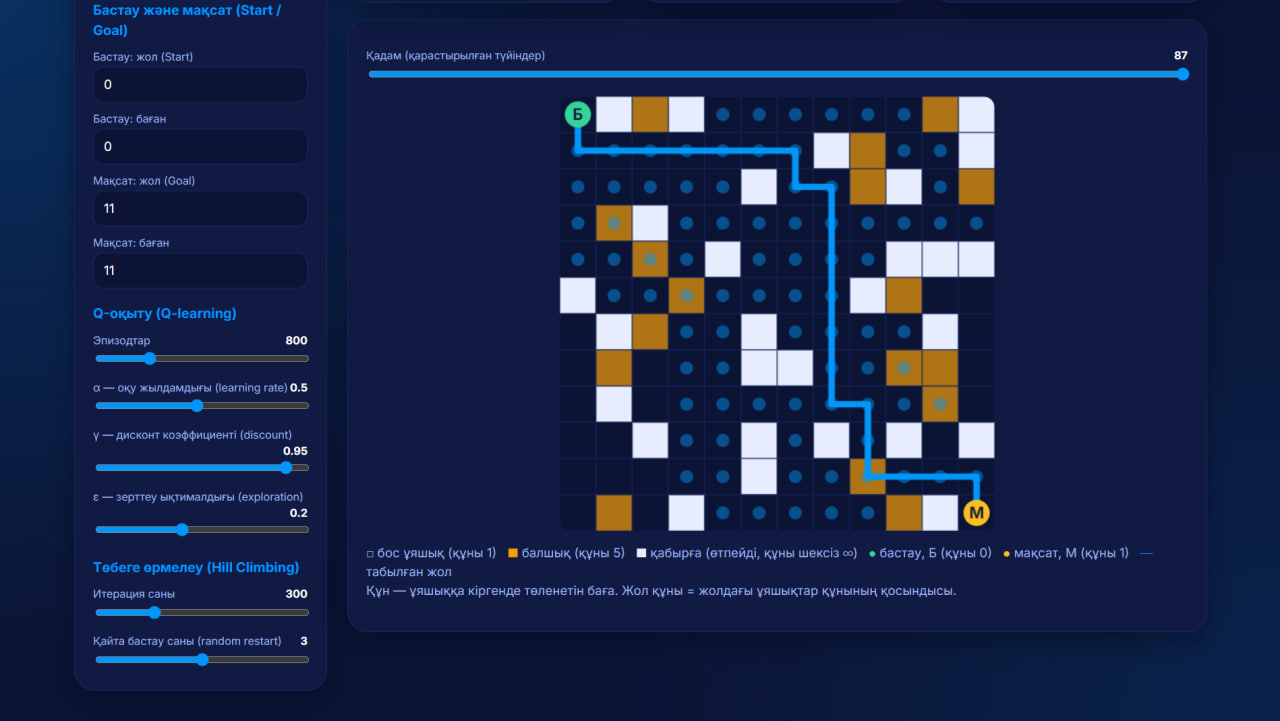 Бастау және мақсат (Start /
Goal)
Бастау: жол (Start)
0
Бастау: баған
0
Мақсат: жол (Goal)
11
Мақсат: баған
11
Q-оқыту (Q-learning)
Эпизодтар 800
α — оқу жылдамдығы (learning rate) 0.5
γ — дисконт коэффициенті (discount)
0.95
ε — зерттеу ықтималдығы (exploration)
0.2
Төбеге өрмелеу (Hill Climbing)
Итерация саны 300
Қайта бастау саны (random restart) 3
Қадам (қарастырылған түйіндер) 87
Б
М
□ бос ұяшық (құны 1) ■ балшық (құны 5) ■ қабырға (өтпейді, құны шексіз ∞) ● бастау, Б (құны 0) ● мақсат, М (құны 1) —
табылған жол
Құн — ұяшыққа кіргенде төленетін баға. Жол құны = жолдағы ұяшықтар құнының қосындысы.